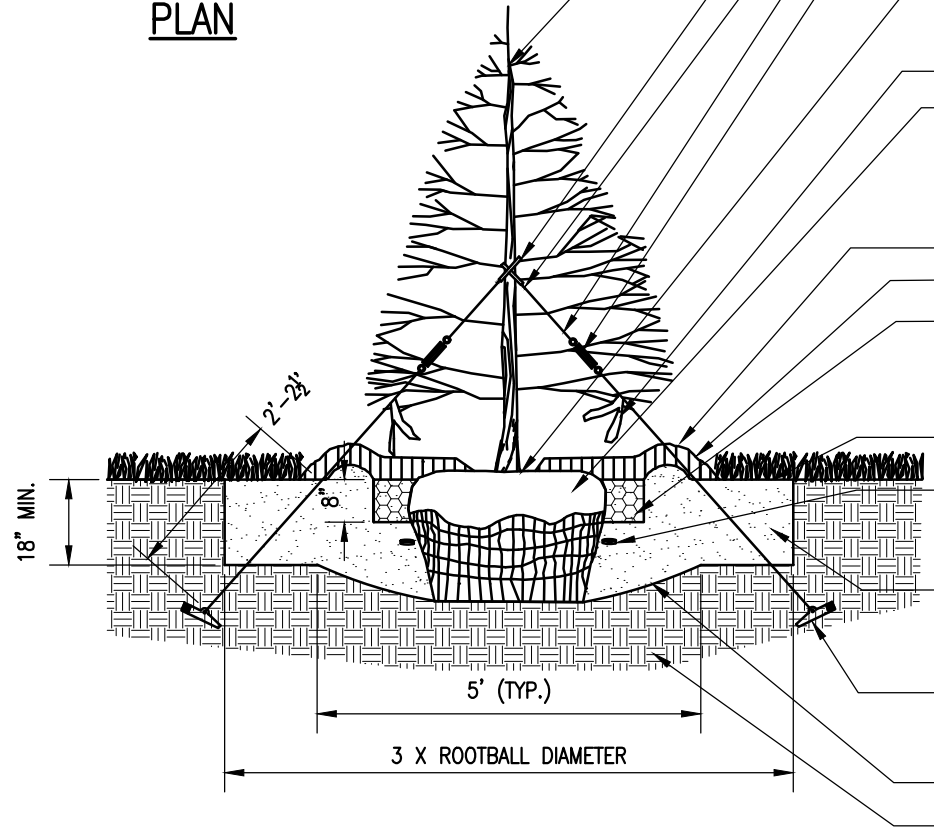 PLAN
2'-2½'
18" MIN.
8"
5' (TYP.)
3 X ROOTBALL DIAMETER